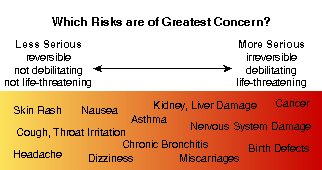 Which Risks are of Greatest Concern?
Less Serious
reversible
not debilitating
not life-threatening
More Serious
irreversible
debilitating
life-threatening
Skin Rash
Nausea
Kidney, Liver Damage
Cancer
Asthma
Cough, Throat Irritation
Nervous System Damage
Chronic Bronchitis
Headache
Dizziness
Miscarriages
Birth Defects